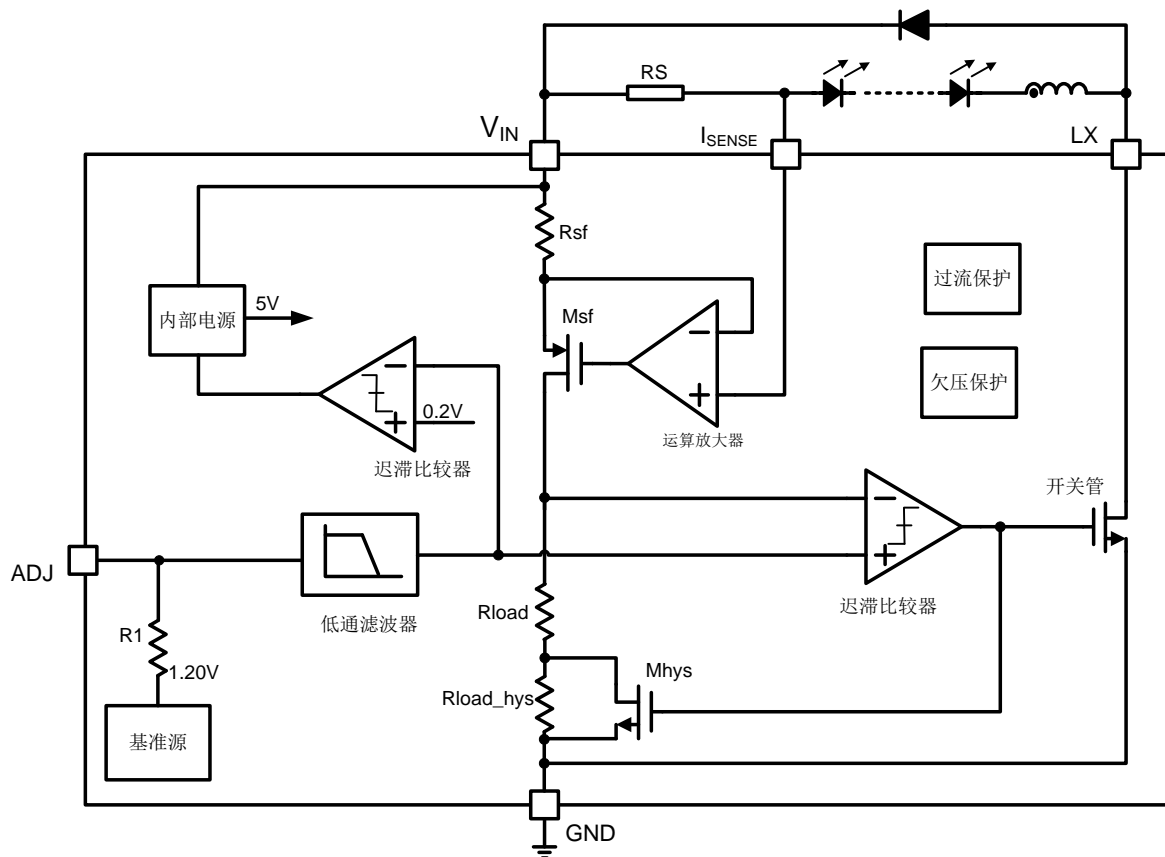 RS
V_IN
I_SENSE
LX
Rsf
过流保护
内部电源
5V
Msf
欠压保护
0.2V
运算放大器
迟滞比较器
开关管
ADJ
低通滤波器
Rload
迟滞比较器
R1
1.20V
Mhys
Rload_hys
基准源
GND